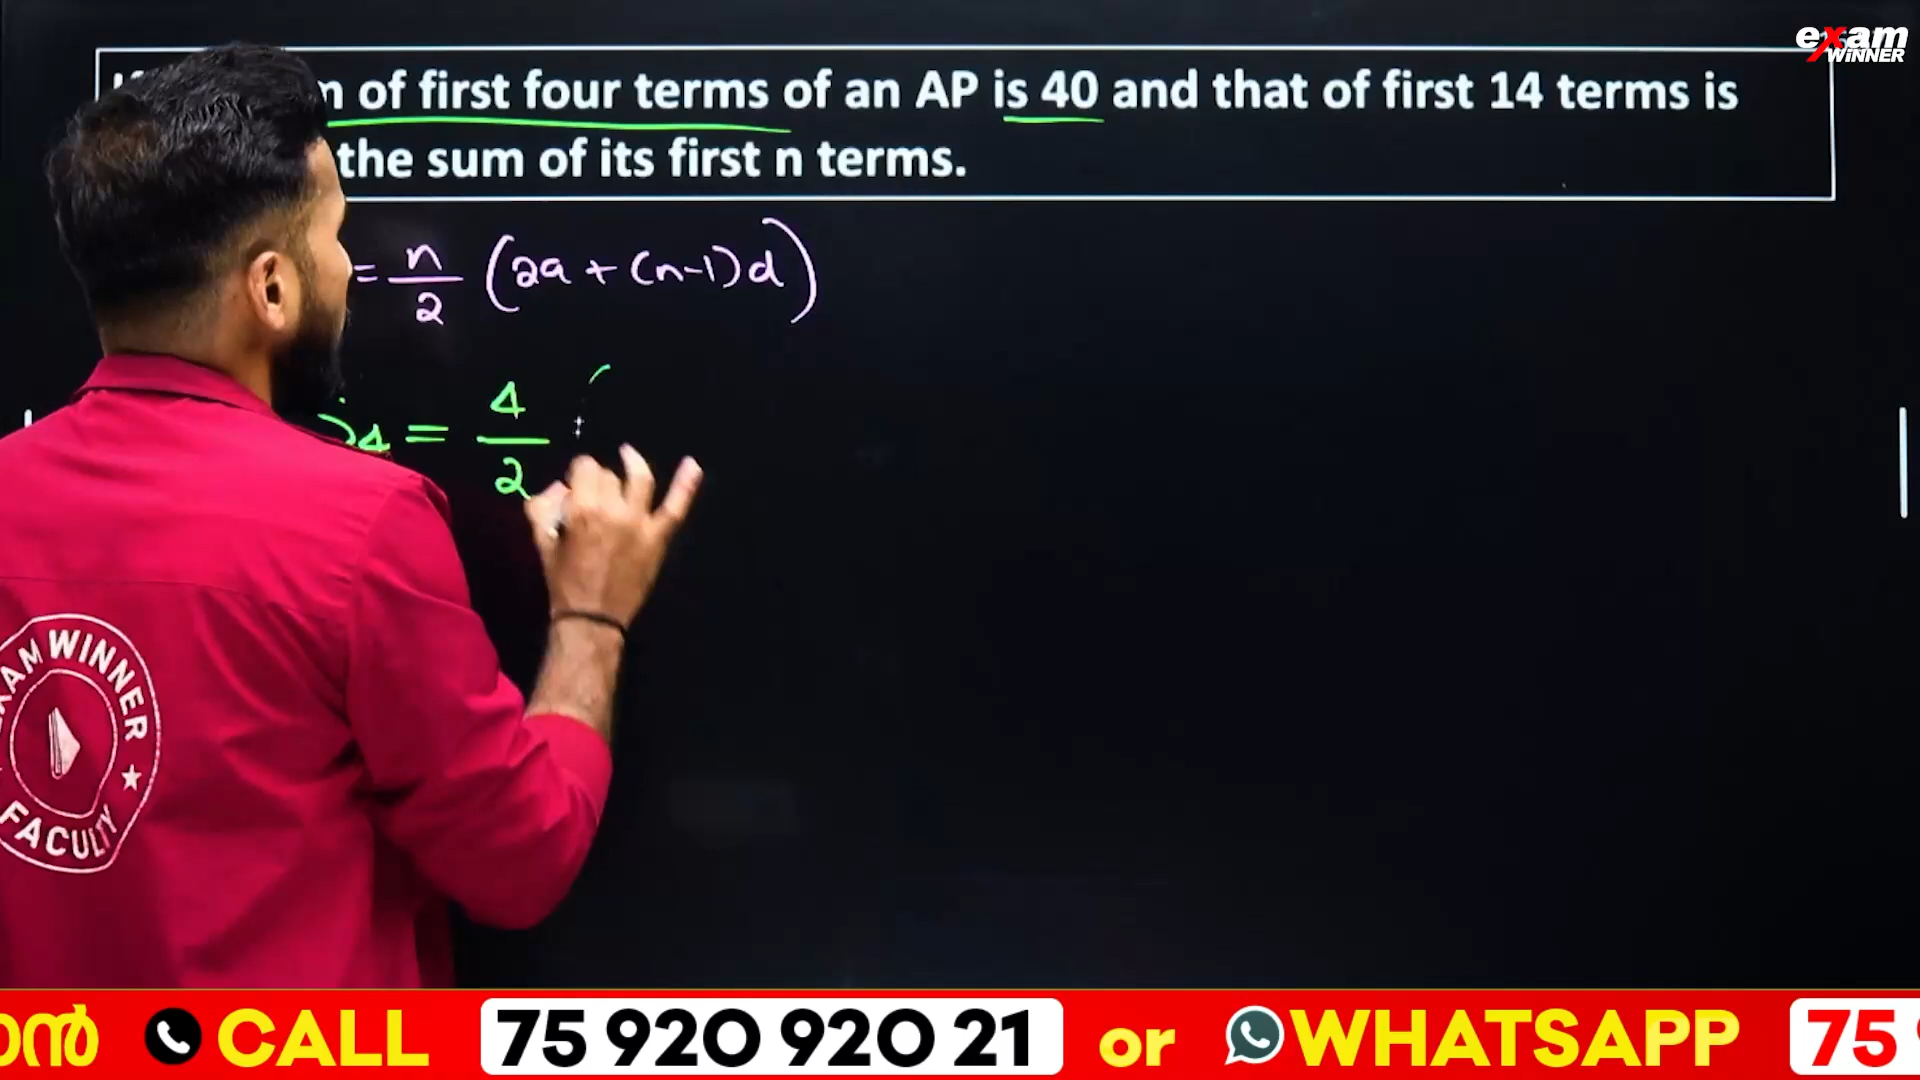 exam
WINNER
of first four terms of an AP is 40 and that of first 14 terms is
the sum of its first n terms.
= n/2 (2a + (n-1)d)
S4 = 4/2 (
EXAM WINNER
FACULTY
CALL 75 920 920 21 or WHATSAPP 75